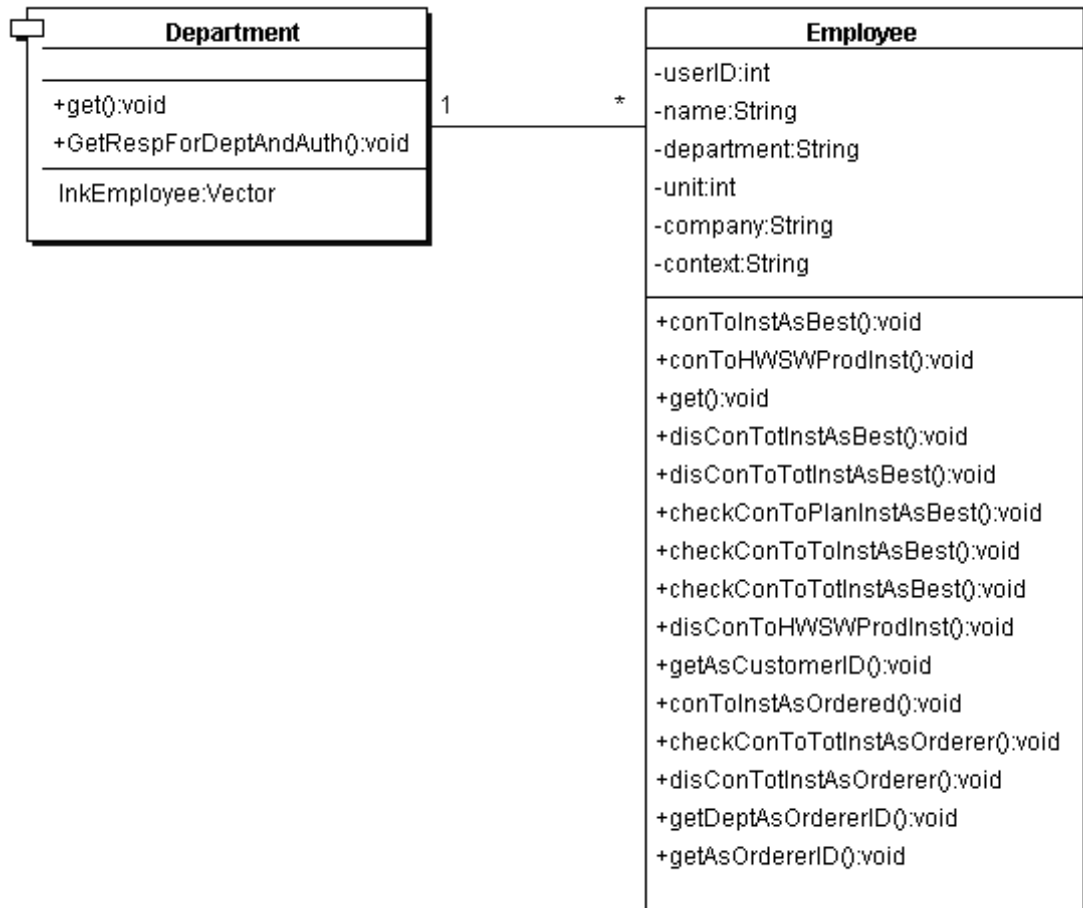 Department
+get():void
+GetRespForDeptAndAuth():void
lnkEmployee:Vector
1
*
Employee
-userID:int
-name:String
-department:String
-unit:int
-company:String
-context:String
+conToInstAsBest():void
+conToHWSWProdInst():void
+get():void
+disConTotInstAsBest():void
+disConToTotInstAsBest():void
+checkConToPlanInstAsBest():void
+checkConToToInstAsBest():void
+checkConToTotInstAsBest():void
+disConToHWSWProdInst():void
+getAsCustomerID():void
+conToInstAsOrdered():void
+checkConToTotInstAsOrderer():void
+disConTotInstAsOrderer():void
+getDeptAsOrdererID():void
+getAsOrdererID():void